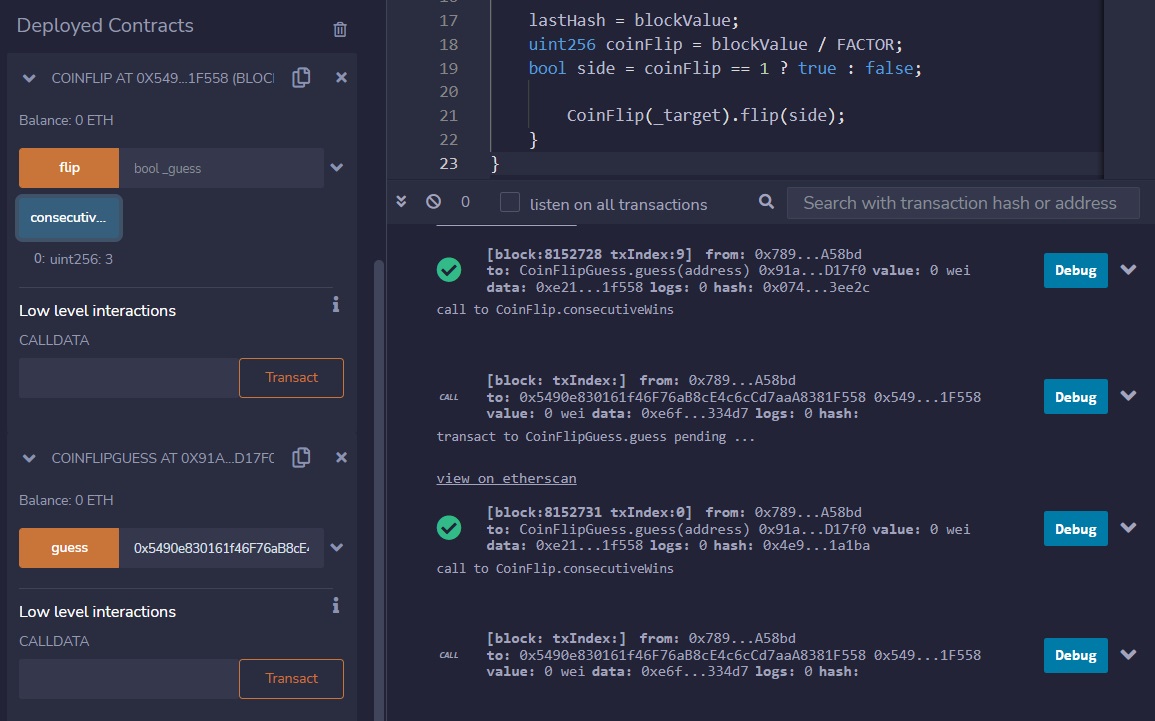 Deployed Contracts
COINFLIP AT 0X549...1F558 (BLOCI
Balance: 0 ETH
flip
bool _guess
consecutiv...
0: uint256: 3
Low level interactions
i
CALLDATA
Transact
COINFLIPGUESS AT 0X91A...D17F0
Balance: 0 ETH
guess
0x5490e830161f46F76aB8cE4
Low level interactions
i
CALLDATA
Transact
17 lastHash = blockValue;
18 uint256 coinFlip = blockValue / FACTOR;
19 bool side = coinFlip == 1 ? true : false;
20
21 CoinFlip(_target).flip(side);
22 }
23 }
0
listen on all transactions
Search with transaction hash or address
[block:8152728 txIndex:9] from: 0x789...A58bd
to: CoinFlipGuess.guess(address) 0x91a...D17f0 value: 0 wei
data: 0xe21...1f558 logs: 0 hash: 0x074...3ee2c
Debug
call to CoinFlip.consecutiveWins
[block: txIndex:] from: 0x789...A58bd
CALL
to: 0x5490e830161f46F76aB8cE4c6cCd7aaA8381F558 0x549...1F558
value: 0 wei data: 0xe6f...334d7 logs: 0 hash:
Debug
transact to CoinFlipGuess.guess pending ...
view on etherscan
[block:8152731 txIndex:0] from: 0x789...A58bd
to: CoinFlipGuess.guess(address) 0x91a...D17f0 value: 0 wei
data: 0xe21...1f558 logs: 0 hash: 0x4e9...1a1ba
Debug
call to CoinFlip.consecutiveWins
[block: txIndex:] from: 0x789...A58bd
CALL
to: 0x5490e830161f46F76aB8cE4c6cCd7aaA8381F558 0x549...1F558
value: 0 wei data: 0xe6f...334d7 logs: 0 hash:
Debug